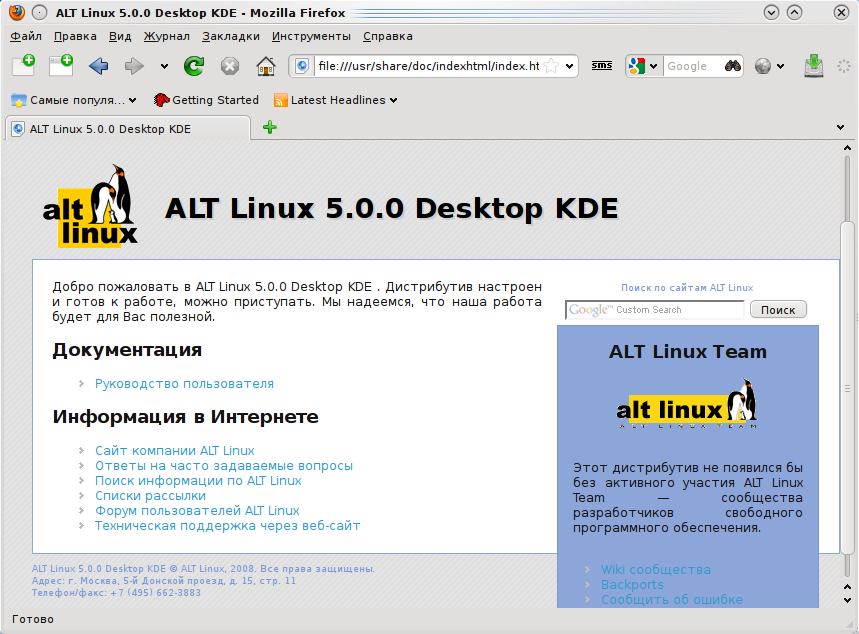 ALT Linux 5.0.0 Desktop KDE - Mozilla Firefox
Файл Правка Вид Журнал Закладки Инструменты Справка
file:///usr/share/doc/indexhtml/index.ht SMS Google
Самые популя... Getting Started Latest Headlines
ALT Linux 5.0.0 Desktop KDE
alt
linux
ALT Linux 5.0.0 Desktop KDE
Добро пожаловать в ALT Linux 5.0.0 Desktop KDE . Дистрибутив настроен
и готов к работе, можно приступать. Мы надеемся, что наша работа
будет для Вас полезной.
Документация
Руководство пользователя
Информация в Интернете
Сайт компании ALT Linux
Ответы на часто задаваемые вопросы
Поиск информации по ALT Linux
Списки рассылки
Форум пользователей ALT Linux
Техническая поддержка через веб-сайт
Поиск по сайтам ALT Linux
Google™ Custom Search Поиск
ALT Linux Team
alt linux
ALT LINUX TEAM
Этот дистрибутив не появился бы
без активного участия ALT Linux
Team — сообщества
разработчиков свободного
программного обеспечения.
Wiki сообщества
Backports
Сообщить об ошибке
ALT Linux 5.0.0 Desktop KDE © ALT Linux, 2008. Все права защищены.
Адрес: г. Москва, 5-й Донской проезд, д. 15, стр. 11
Телефон/факс: +7 (495) 662-3883
Готово